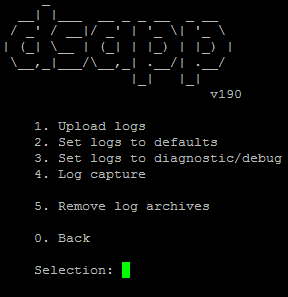 dsapp
v190
1. Upload logs
2. Set logs to defaults
3. Set logs to diagnostic/debug
4. Log capture
5. Remove log archives
0. Back
Selection: